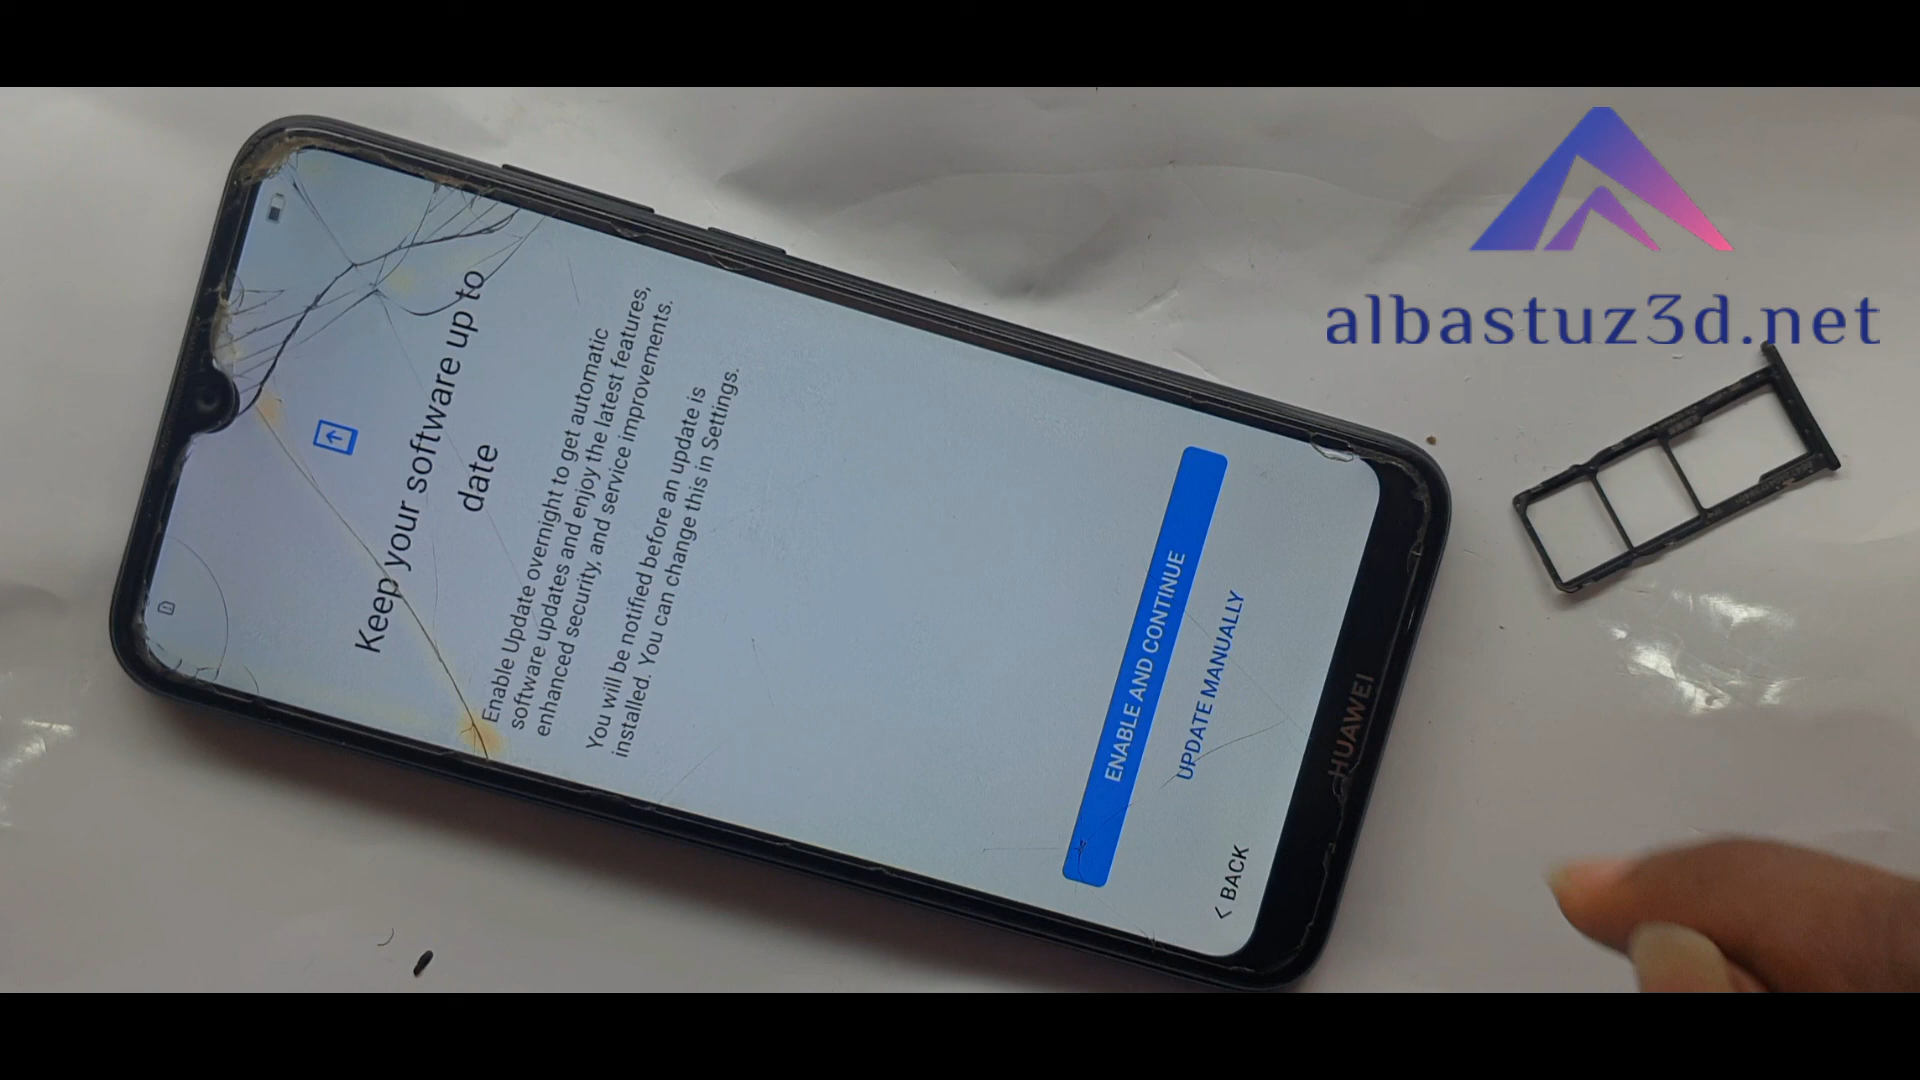 albastuz3d.net
Keep your software up to
date
Enable Update overnight to get automatic
software updates and enjoy the latest features,
enhanced security, and service improvements.
You will be notified before an update is
installed. You can change this in Settings.
ENABLE AND CONTINUE
UPDATE MANUALLY
< BACK
HUAWEI